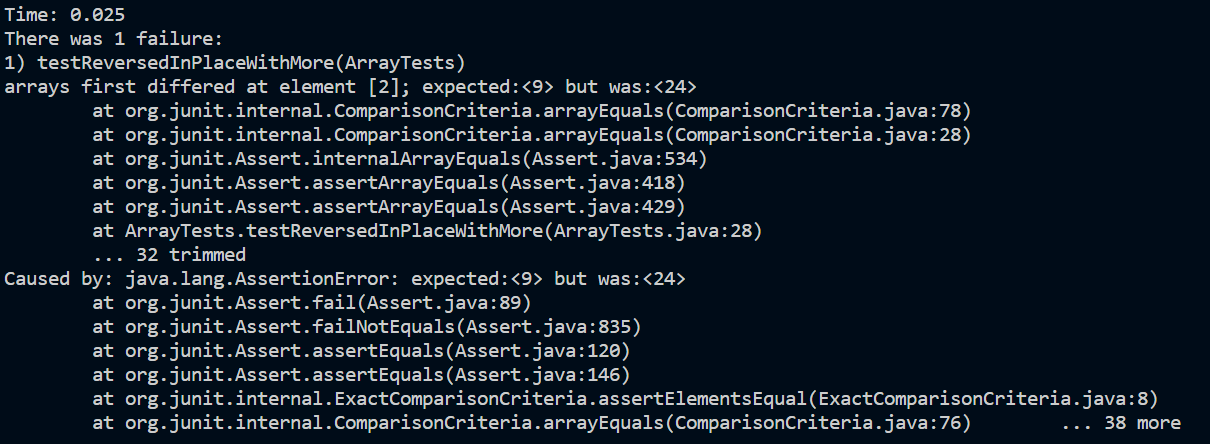 Time: 0.025
There was 1 failure:
1) testReversedInPlaceWithMore(ArrayTests)
arrays first differed at element [2]; expected:<9> but was:<24>
        at org.junit.internal.ComparisonCriteria.arrayEquals(ComparisonCriteria.java:78)
        at org.junit.internal.ComparisonCriteria.arrayEquals(ComparisonCriteria.java:28)
        at org.junit.Assert.internalArrayEquals(Assert.java:534)
        at org.junit.Assert.assertArrayEquals(Assert.java:418)
        at org.junit.Assert.assertArrayEquals(Assert.java:429)
        at ArrayTests.testReversedInPlaceWithMore(ArrayTests.java:28)
        ... 32 trimmed
Caused by: java.lang.AssertionError: expected:<9> but was:<24>
        at org.junit.Assert.fail(Assert.java:89)
        at org.junit.Assert.failNotEquals(Assert.java:835)
        at org.junit.Assert.assertEquals(Assert.java:120)
        at org.junit.Assert.assertEquals(Assert.java:146)
        at org.junit.internal.ExactComparisonCriteria.assertElementsEqual(ExactComparisonCriteria.java:8)
        at org.junit.internal.ComparisonCriteria.arrayEquals(ComparisonCriteria.java:76)        ... 38 more